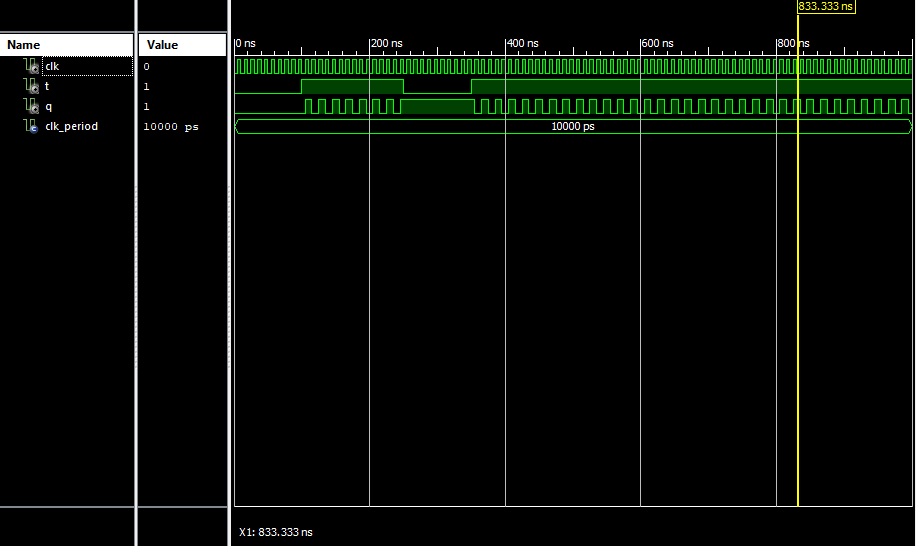 833.333 ns
Name Value
0 ns 200 ns 400 ns 600 ns 800 ns
clk 0
t 1
q 1
clk_period 10000 ps 10000 ps
X1: 833.333 ns